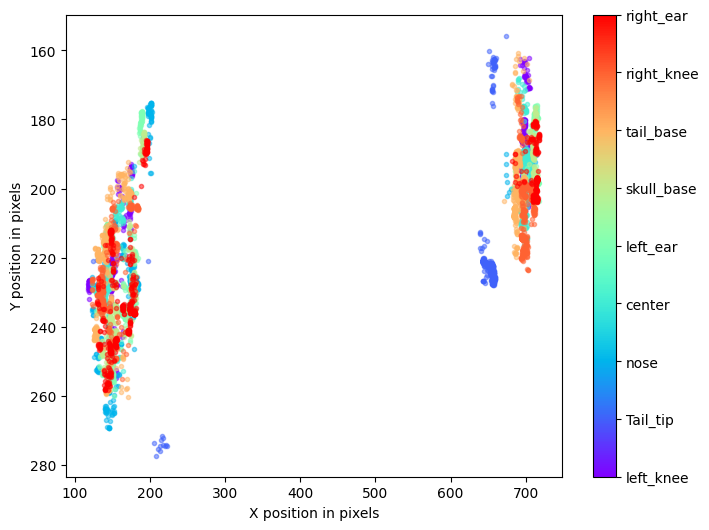 160
180
200
220
240
260
280
100
200
300
400
500
600
700
X position in pixels
Y position in pixels
right_ear
right_knee
tail_base
skull_base
left_ear
center
nose
Tail_tip
left_knee